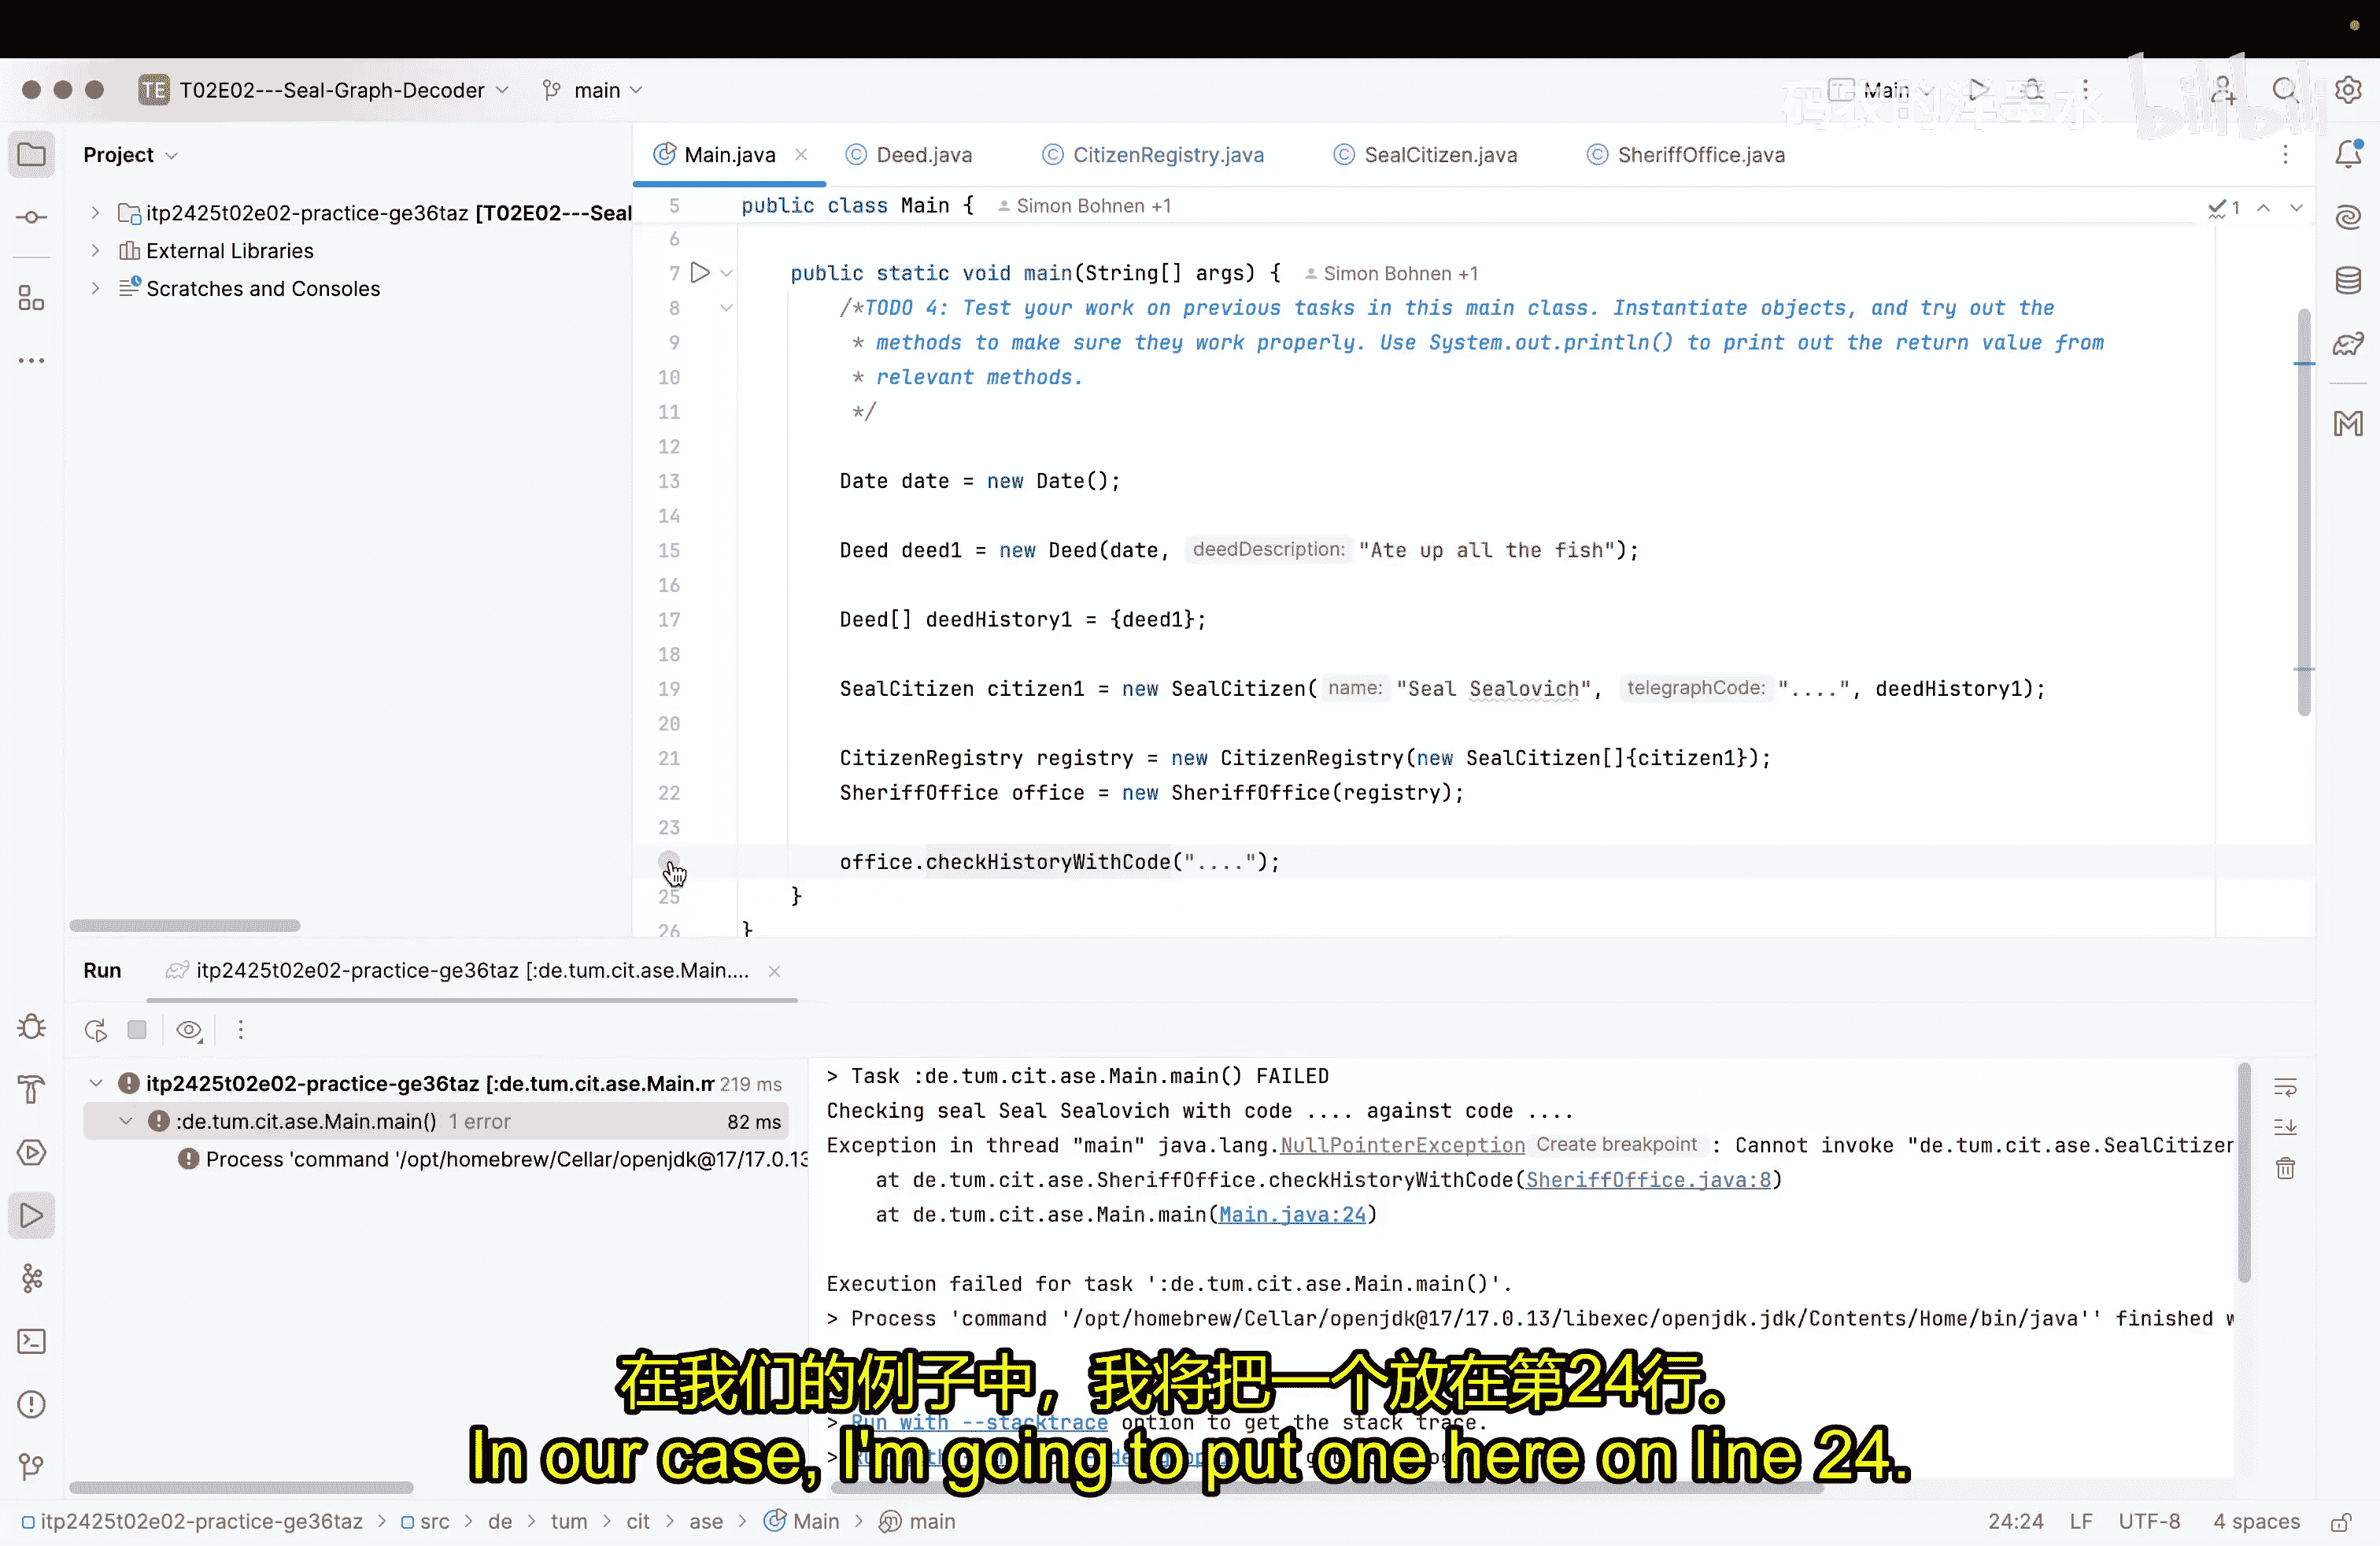 TE T02E02---Seal-Graph-Decoder main Main
码农的洋墨水 bilibili
Project
itp2425t02e02-practice-ge36taz [T02E02---Seal
External Libraries
Scratches and Consoles
Main.java Deed.java CitizenRegistry.java SealCitizen.java SheriffOffice.java
5 public class Main { Simon Bohnen +1
1
6
7 public static void main(String[] args) { Simon Bohnen +1
8 /*TODO 4: Test your work on previous tasks in this main class. Instantiate objects, and try out the
9 * methods to make sure they work properly. Use System.out.println() to print out the return value from
10 * relevant methods.
11 */
12
13 Date date = new Date();
14
15 Deed deed1 = new Deed(date, deedDescription: "Ate up all the fish");
16
17 Deed[] deedHistory1 = {deed1};
18
19 SealCitizen citizen1 = new SealCitizen( name: "Seal Sealovich", telegraphCode: "....", deedHistory1);
20
21 CitizenRegistry registry = new CitizenRegistry(new SealCitizen[]{citizen1});
22 SheriffOffice office = new SheriffOffice(registry);
23
office.checkHistoryWithCode("....");
25 }
26 }
Run itp2425t02e02-practice-ge36taz [:de.tum.cit.ase.Main....
itp2425t02e02-practice-ge36taz [:de.tum.cit.ase.Main.m 219 ms
:de.tum.cit.ase.Main.main() 1 error 82 ms
Process 'command '/opt/homebrew/Cellar/openjdk@17/17.0.13
> Task :de.tum.cit.ase.Main.main() FAILED
Checking seal Seal Sealovich with code .... against code ....
Exception in thread "main" java.lang.NullPointerException Create breakpoint : Cannot invoke "de.tum.cit.ase.SealCitizen
at de.tum.cit.ase.SheriffOffice.checkHistoryWithCode(SheriffOffice.java:8)
at de.tum.cit.ase.Main.main(Main.java:24)
Execution failed for task ':de.tum.cit.ase.Main.main()'.
> Process 'command '/opt/homebrew/Cellar/openjdk@17/17.0.13/libexec/openjdk.jdk/Contents/Home/bin/java'' finished w
在我们的例子中，我将把一个放在第24行。
> Run with --stacktrace option to get the stack trace.
In our case, I'm going to put one here on line 24.
itp2425t02e02-practice-ge36taz > src > de > tum > cit > ase > Main > main
24:24 LF UTF-8 4 spaces